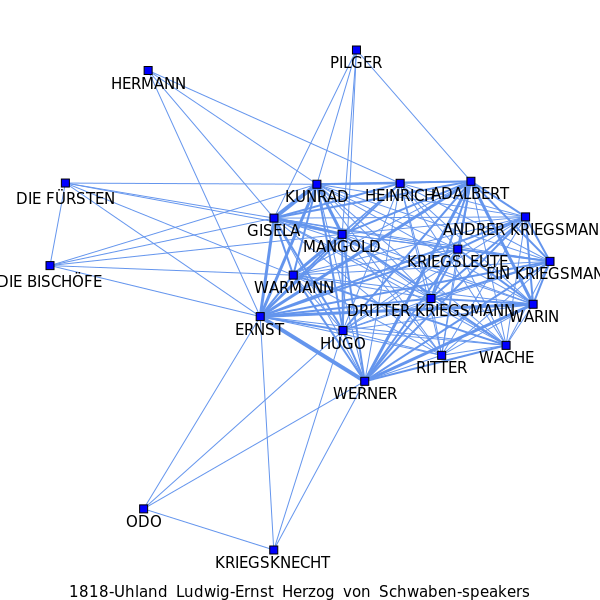 PILGER
HERMANN
DIE FÜRSTEN
KUNRAD
HEINRICH
ADALBERT
GISELA
ANDRER KRIEGSMAN
MANGOLD
KRIEGSLEUTE
EIN KRIEGSMAN
DIE BISCHÖFE
WARMANN
DRITTER KRIEGSMANN
WARIN
ERNST
HUGO
WACHE
RITTER
WERNER
ODO
KRIEGSKNECHT
1818-Uhland Ludwig-Ernst Herzog von Schwaben-speakers